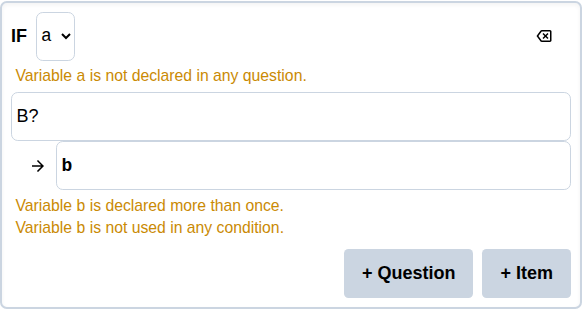 IF a
Variable a is not declared in any question.
B?
→ b
Variable b is declared more than once.
Variable b is not used in any condition.
+ Question + Item